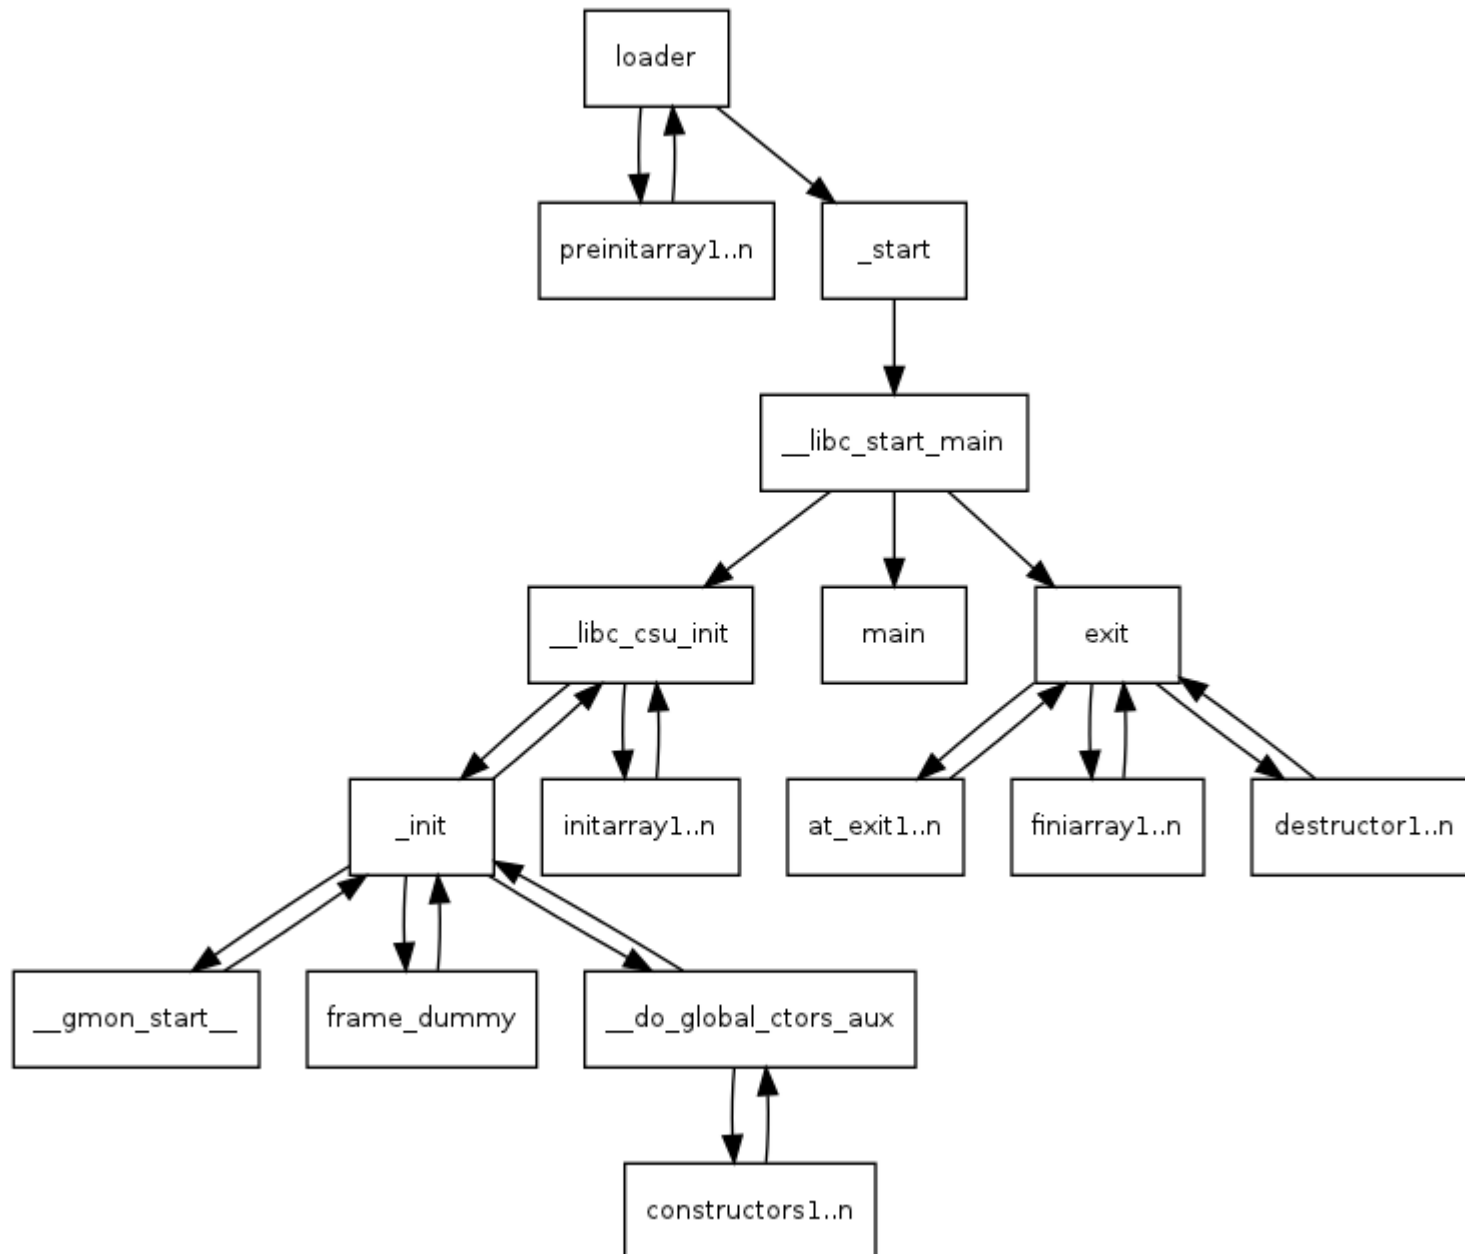 loader
preinitarray1..n
_start
__libc_start_main
__libc_csu_init
main
exit
_init
initarray1..n
at_exit1..n
finiarray1..n
destructor1..n
__gmon_start__
frame_dummy
__do_global_ctors_aux
constructors1..n